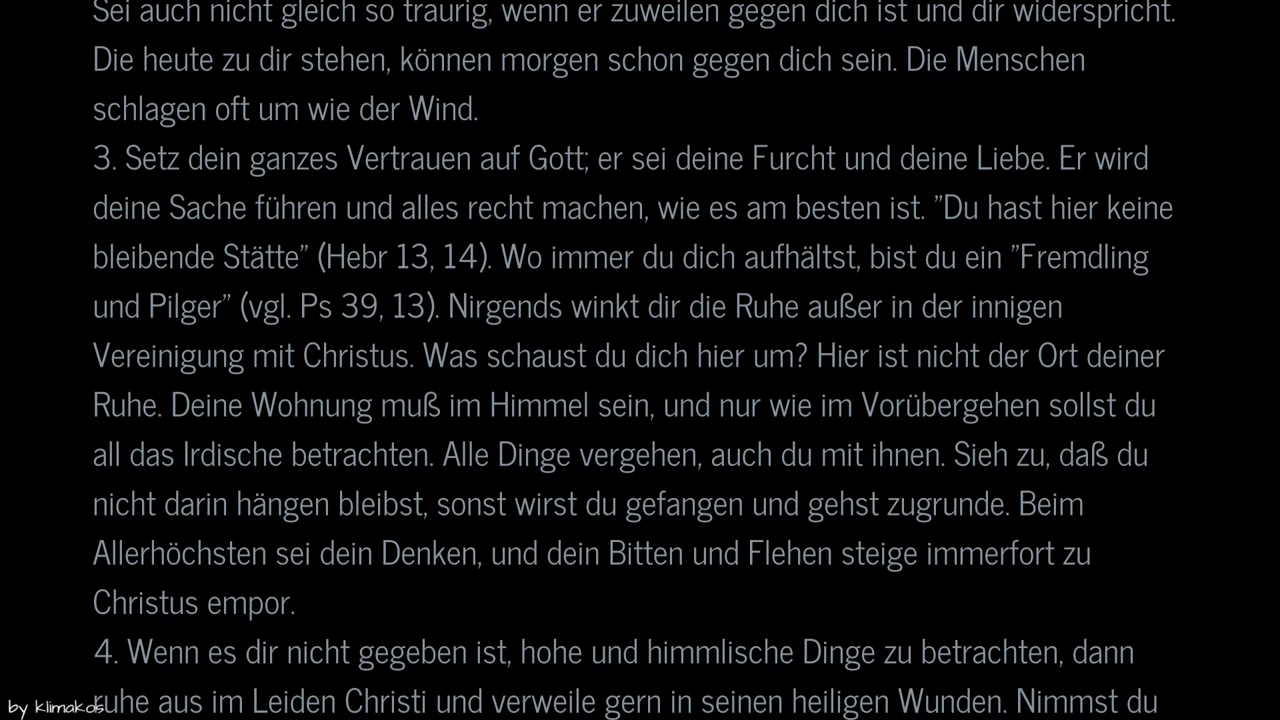 Sei auch nicht gleich so traurig, wenn er zuweilen gegen dich ist und dir widerspricht.
Die heute zu dir stehen, können morgen schon gegen dich sein. Die Menschen
schlagen oft um wie der Wind.
3. Setz dein ganzes Vertrauen auf Gott; er sei deine Furcht und deine Liebe. Er wird
deine Sache führen und alles recht machen, wie es am besten ist. "Du hast hier keine
bleibende Stätte" (Hebr 13, 14). Wo immer du dich aufhältst, bist du ein "Fremdling
und Pilger" (vgl. Ps 39, 13). Nirgends winkt dir die Ruhe außer in der innigen
Vereinigung mit Christus. Was schaust du dich hier um? Hier ist nicht der Ort deiner
Ruhe. Deine Wohnung muß im Himmel sein, und nur wie im Vorübergehen sollst du
all das Irdische betrachten. Alle Dinge vergehen, auch du mit ihnen. Sieh zu, daß du
nicht darin hängen bleibst, sonst wirst du gefangen und gehst zugrunde. Beim
Allerhöchsten sei dein Denken, und dein Bitten und Flehen steige immerfort zu
Christus empor.
4. Wenn es dir nicht gegeben ist, hohe und himmlische Dinge zu betrachten, dann
ruhe aus im Leiden Christi und verweile gern in seinen heiligen Wunden. Nimmst du
by klimakos